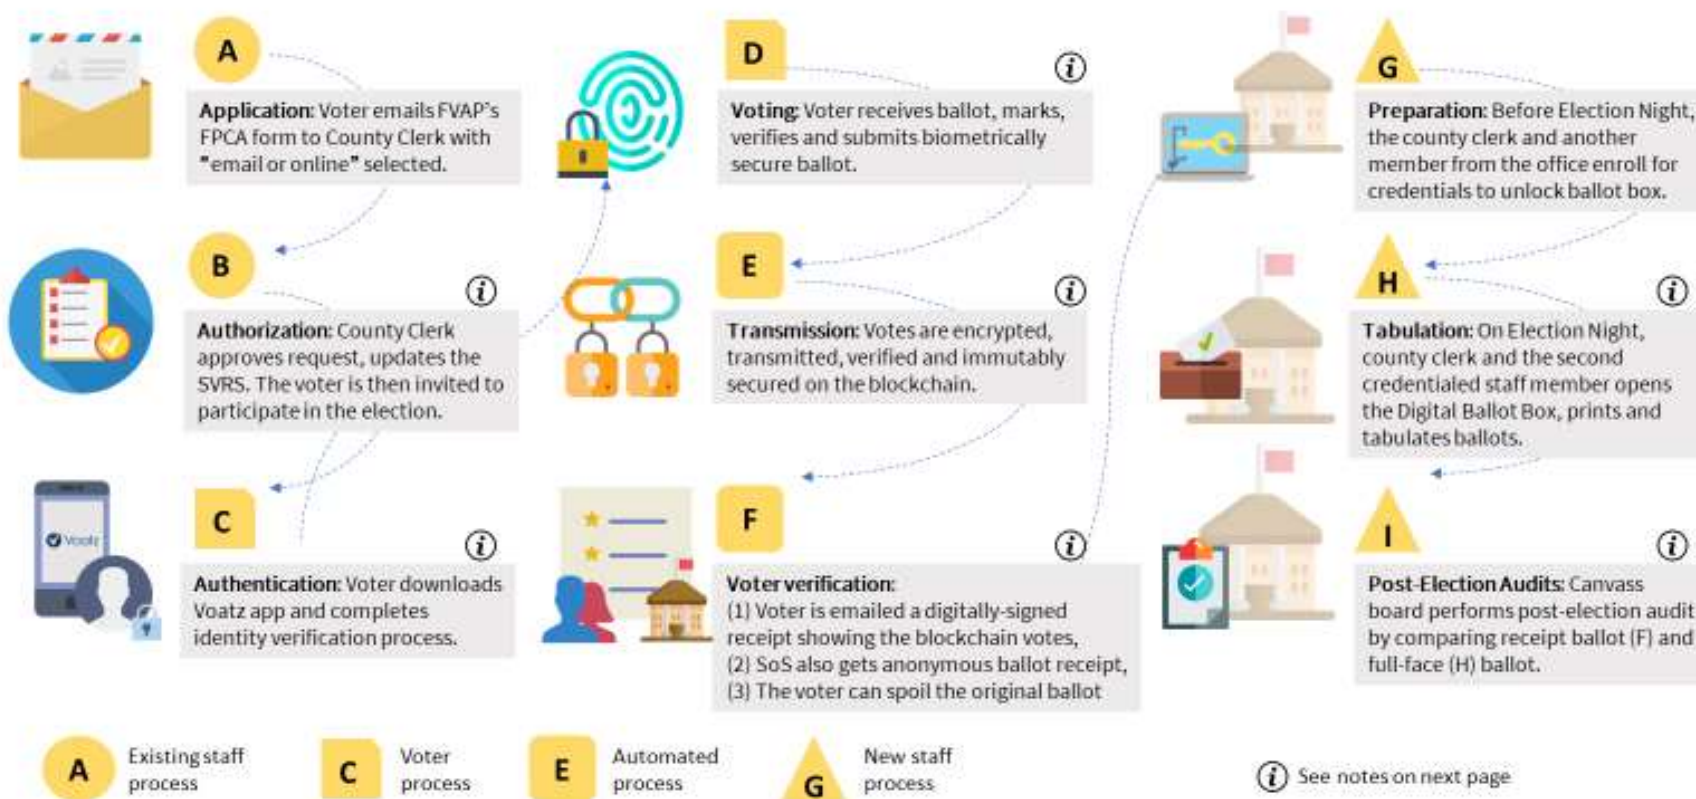 A
Application: Voter emails FVAP's
FPCA form to County Clerk with
"email or online" selected.
B
Authorization: County Clerk
approves request, updates the
SVRS. The voter is then invited to
participate in the election.
Voatz
C
Authentication: Voter downloads
Voatz app and completes
identity verification process.
D
Voting: Voter receives ballot, marks,
verifies and submits biometrically
secure ballot.
E
Transmission: Votes are encrypted,
transmitted, verified and immutably
secured on the blockchain.
F
Voter verification:
(1) Voter is emailed a digitally-signed
receipt showing the blockchain votes,
(2) SoS also gets anonymous ballot receipt,
(3) The voter can spoil the original ballot
G
Preparation: Before Election Night,
the county clerk and another
member from the office enroll for
credentials to unlock ballot box.
H
Tabulation: On Election Night,
county clerk and the second
credentialed staff member opens
the Digital Ballot Box, prints and
tabulates ballots.
I
Post-Election Audits: Canvass
board performs post-election audit
by comparing receipt ballot (F) and
full-face (H) ballot.
A Existing staff
process
C Voter
process
E Automated
process
G New staff
process
i See notes on next page